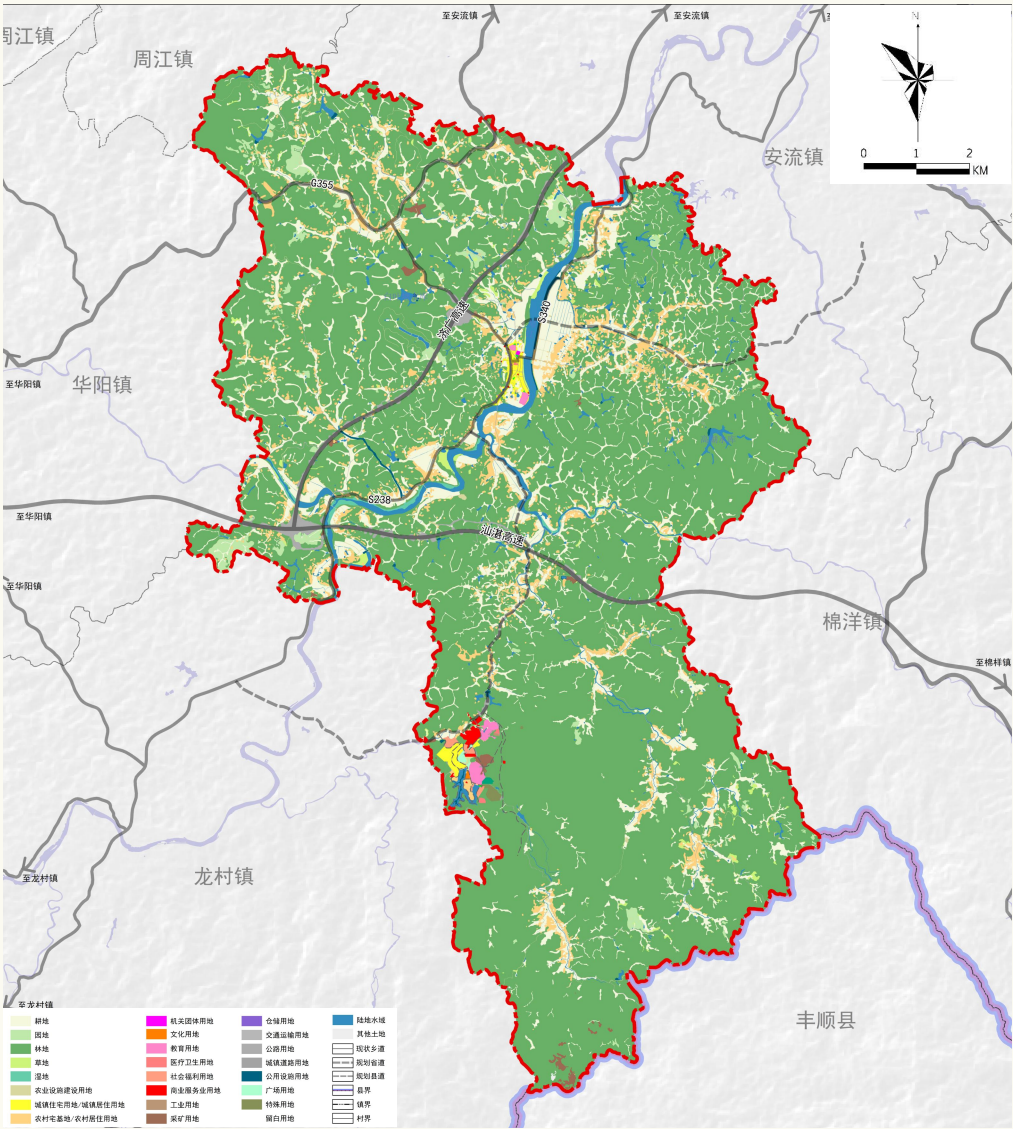 至安流镇
至安流镇
至
N
周江镇
周江镇
安流镇
0 1 2
KM
G355
S340
济广高速
至华阳镇
华阳镇
S238
至华阳镇
汕湛高速
至华阳镇
棉洋镇
至棉样镇
龙村镇
至龙村镇
至龙村镇
丰顺县
耕地
园地
林地
草地
湿地
农业设施建设用地
城镇住宅用地/城镇居住用地
农村宅基地/农村居住用地
机关团体用地
文化用地
教育用地
医疗卫生用地
社会福利用地
商业服务业用地
工业用地
采矿用地
仓储用地
交通运输用地
公路用地
城镇道路用地
公用设施用地
广场用地
特殊用地
留白用地
陆地水域
其他土地
现状乡道
规划省道
规划县道
县界
镇界
村界